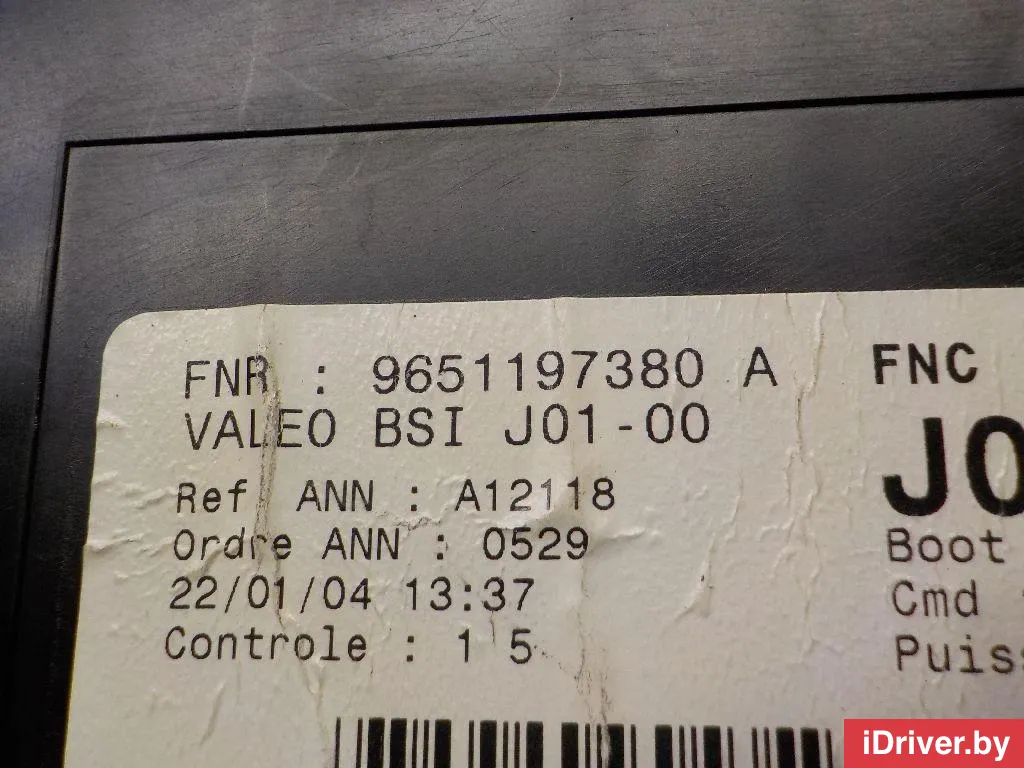 FNR : 9651197380 A
VALEO BSI J01-00
Ref ANN : A12118
Ordre ANN : 0529
22/01/04 13:37
Controle : 1 5
FNC
J0
Boot
Cmd
Puis
iDriver.by